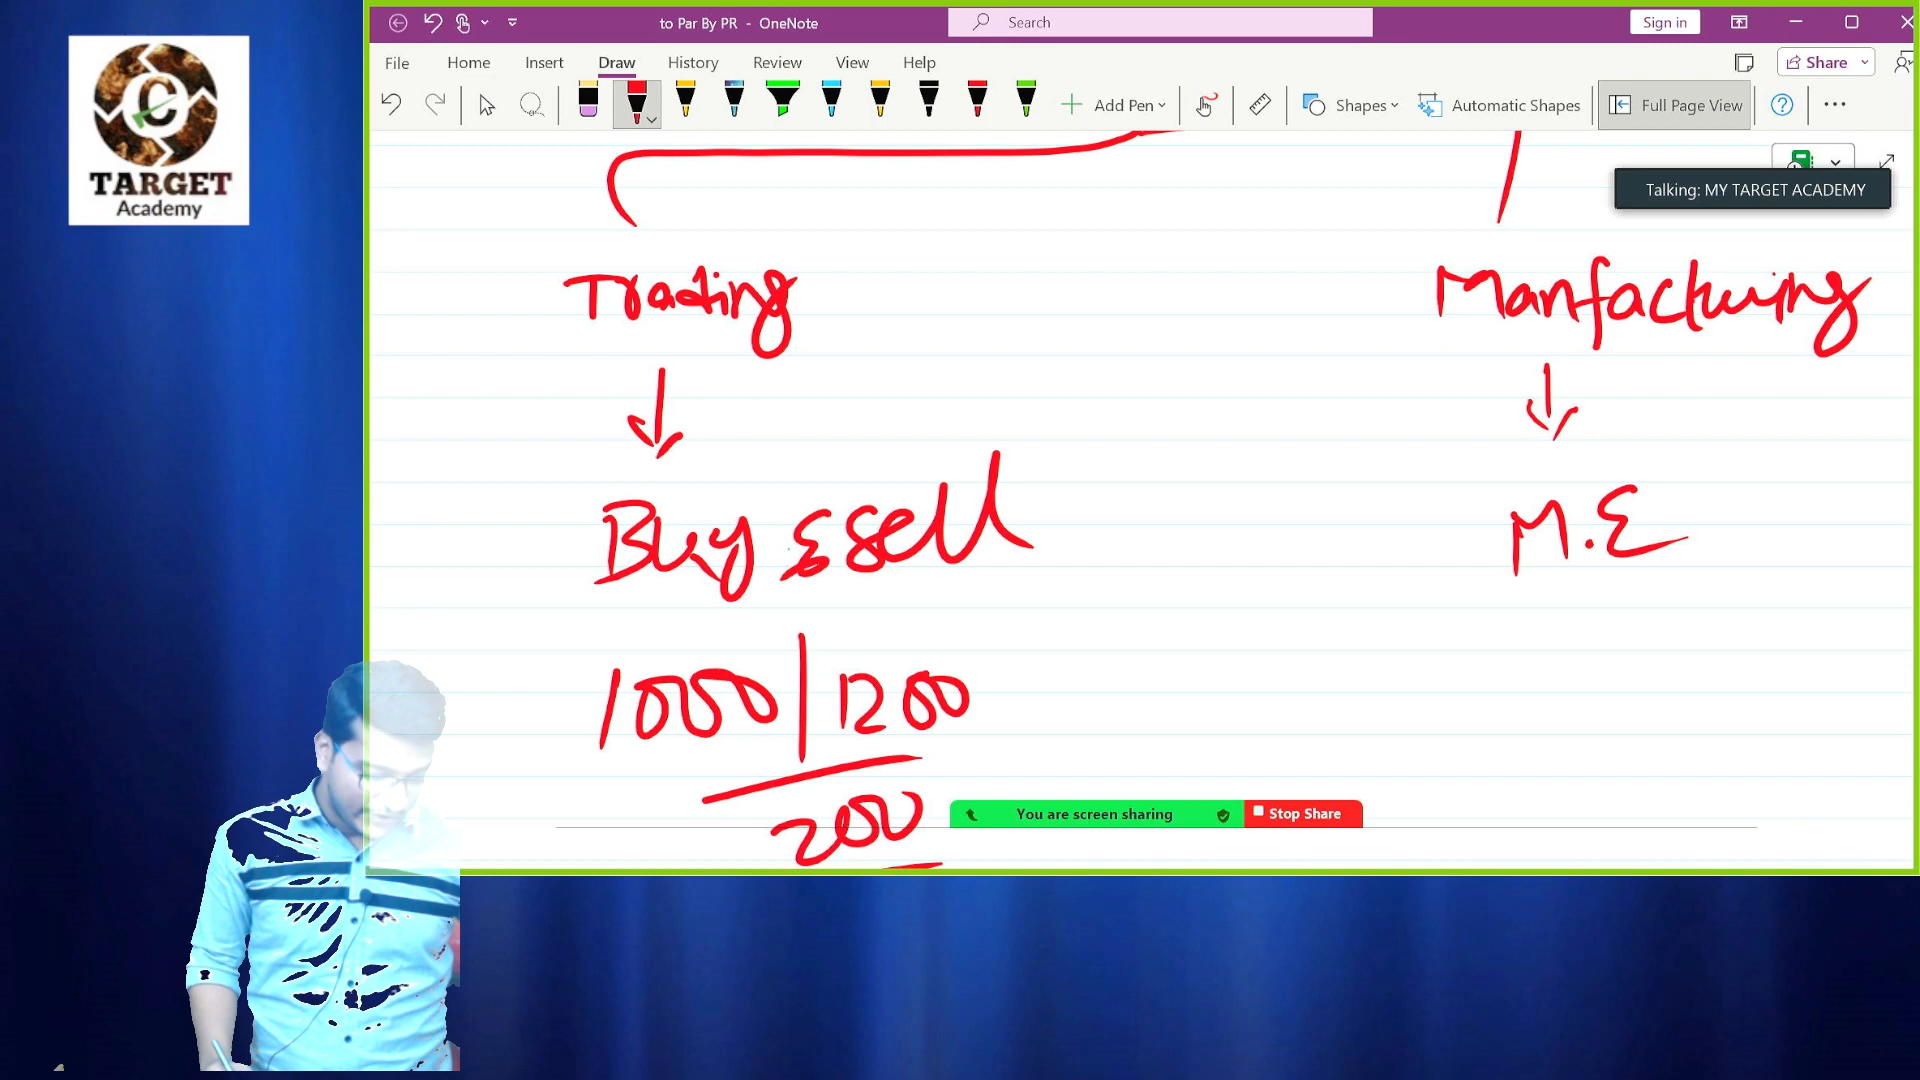 TARGET
Academy
to Par By PR - OneNote
Search
Sign in
File Home Insert Draw History Review View Help
Share
Add Pen
Shapes
Automatic Shapes
Full Page View
Talking: MY TARGET ACADEMY
Trading
Manfacturing
Buy & sell
M.E
1000 | 1200
200
You are screen sharing
Stop Share